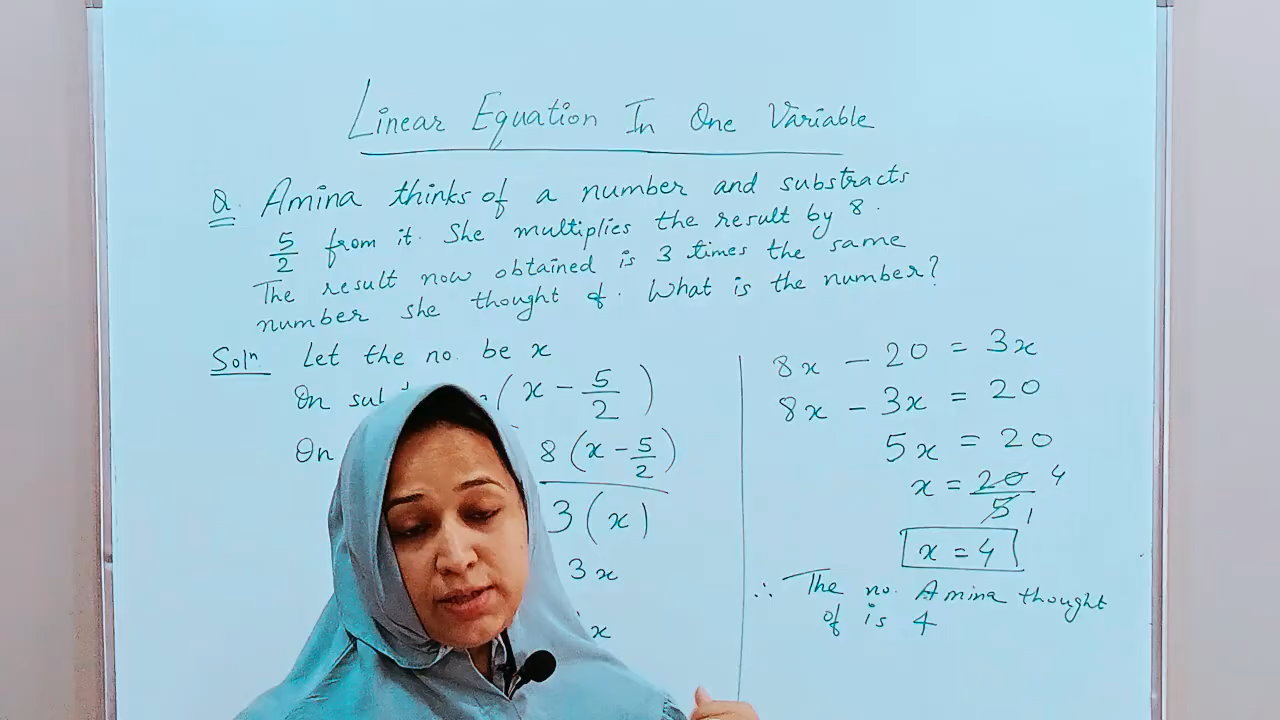 Linear Equation In One Variable
Q. Amina thinks of a number and substracts
5/2 from it. She multiplies the result by 8.
The result now obtained is 3 times the same
number she thought of. What is the number?
Soln Let the no. be x
On (x - 5/2)
On 8(x - 5/2)
3(x)
3x
x
8x - 20 = 3x
8x - 3x = 20
5x = 20
x = 20/5 4 1
x = 4
∴ The no. Amina thought
of is 4